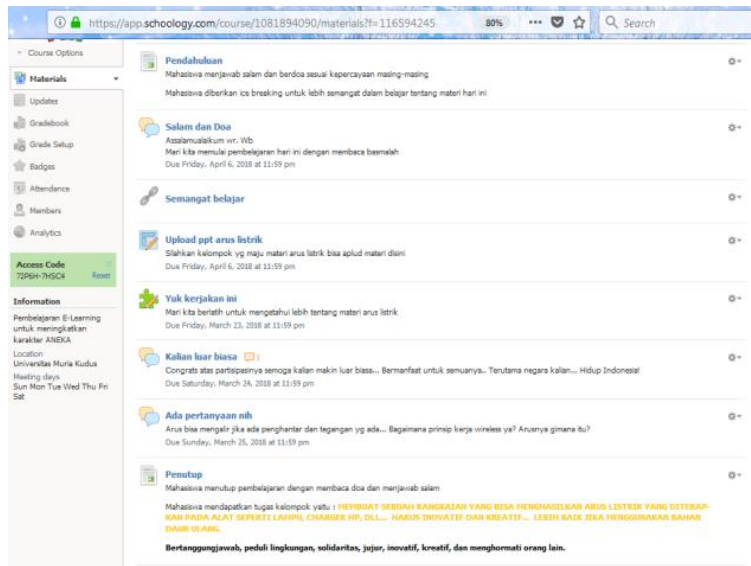 https://app.schoology.com/course/1081894090/materials?f=116594245
80%
Search
Course Options
Materials
Updates
Gradebook
Grade Setup
Badges
Attendance
Members
Analytics
Access Code
72P6H-7HSC4 Reset
Information
Pembelajaran E-Learning
untuk meningkatkan
karakter ANEKA
Location
Universitas Muria Kudus
Meeting days
Sun Mon Tue Wed Thu Fri
Sat
Pendahuluan
Mahasiswa menjawab salam dan berdoa sesuai kepercayaan masing-masing
Mahasiswa diberikan ice breaking untuk lebih semangat dalam belajar tentang materi hari ini
Salam dan Doa
Assalamualaikum wr. Wb
Mari kita memulai pembelajaran hari ini dengan membaca basmalah
Due Friday, April 6, 2018 at 11:59 pm
Semangat belajar
Upload ppt arus listrik
Silahkan kelompok yg maju materi arus listrik bisa aplud materi disini
Due Friday, April 6, 2018 at 11:59 pm
Yuk kerjakan ini
Mari kita berlatih untuk mengetahui lebih tentang materi arus listrik
Due Friday, March 23, 2018 at 11:59 pm
Kalian luar biasa 1
Congrats atas partisipasinya semoga kalian makin luar biasa... Bermanfaat untuk semuanya.. Terutama negara kalian... Hidup Indonesia!
Due Saturday, March 24, 2018 at 11:59 pm
Ada pertanyaan nih
Arus bisa mengalir jika ada penghantar dan tegangan yg ada... Bagaimana prinsip kerja wireless ya? Arusnya gimana itu?
Due Sunday, March 25, 2018 at 11:59 pm
Penutup
Mahasiswa menutup pembelajaran dengan membaca doa dan menjawab salam
Mahasiswa mendapatkan tugas kelompok yaitu : MEMBUAT SEBUAH RANGKAIAN YANG BISA MENGHASILKAN ARUS LISTRIK YANG DITERAP-
KAN PADA ALAT SEPERTI LAMPU, CHARGER HP, DLL... HARUS INOVATIF DAN KREATIF... LEBIH BAIK JIKA MENGGUNAKAN BAHAN
DAUR ULANG.
Bertanggungjawab, peduli lingkungan, solidaritas, jujur, inovatif, kreatif, dan menghormati orang lain.